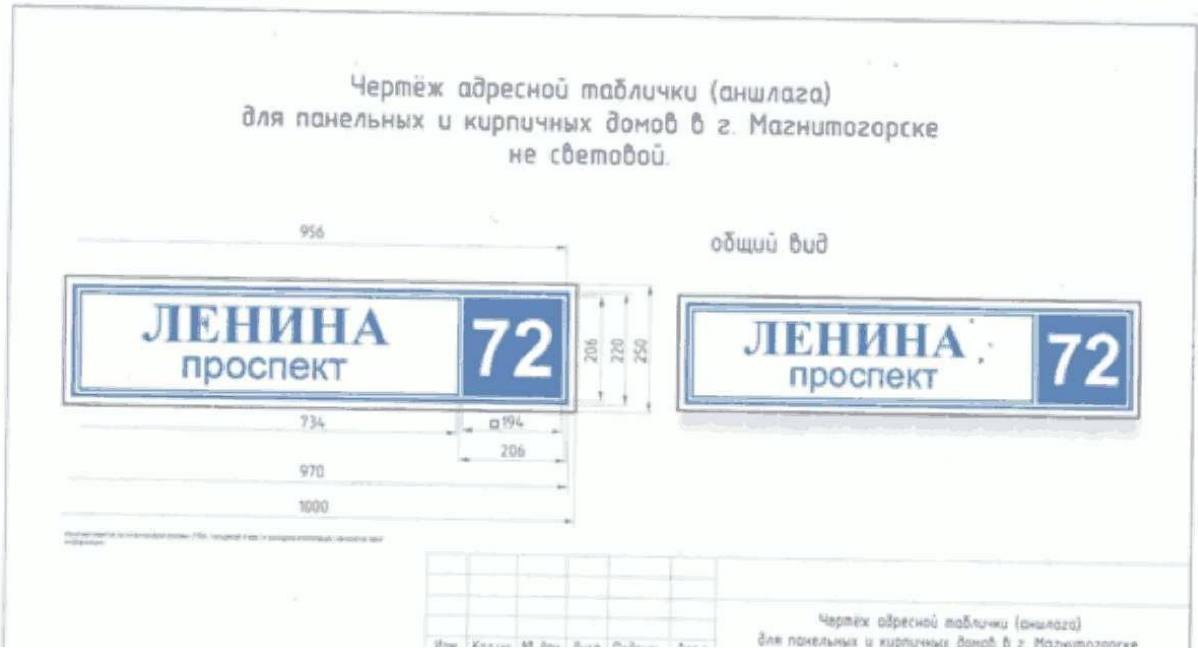 Чертёж адресной таблички (аншлага)
для панельных и кирпичных домов в г. Магнитогорске
не световой.
956
общий вид
ЛЕНИНА
проспект
72
206
220
250
ЛЕНИНА
проспект
72
734
□194
206
970
1000
Чертёж адресной таблички (аншлага)
для панельных и кирпичных домов в г. Магнитогорске